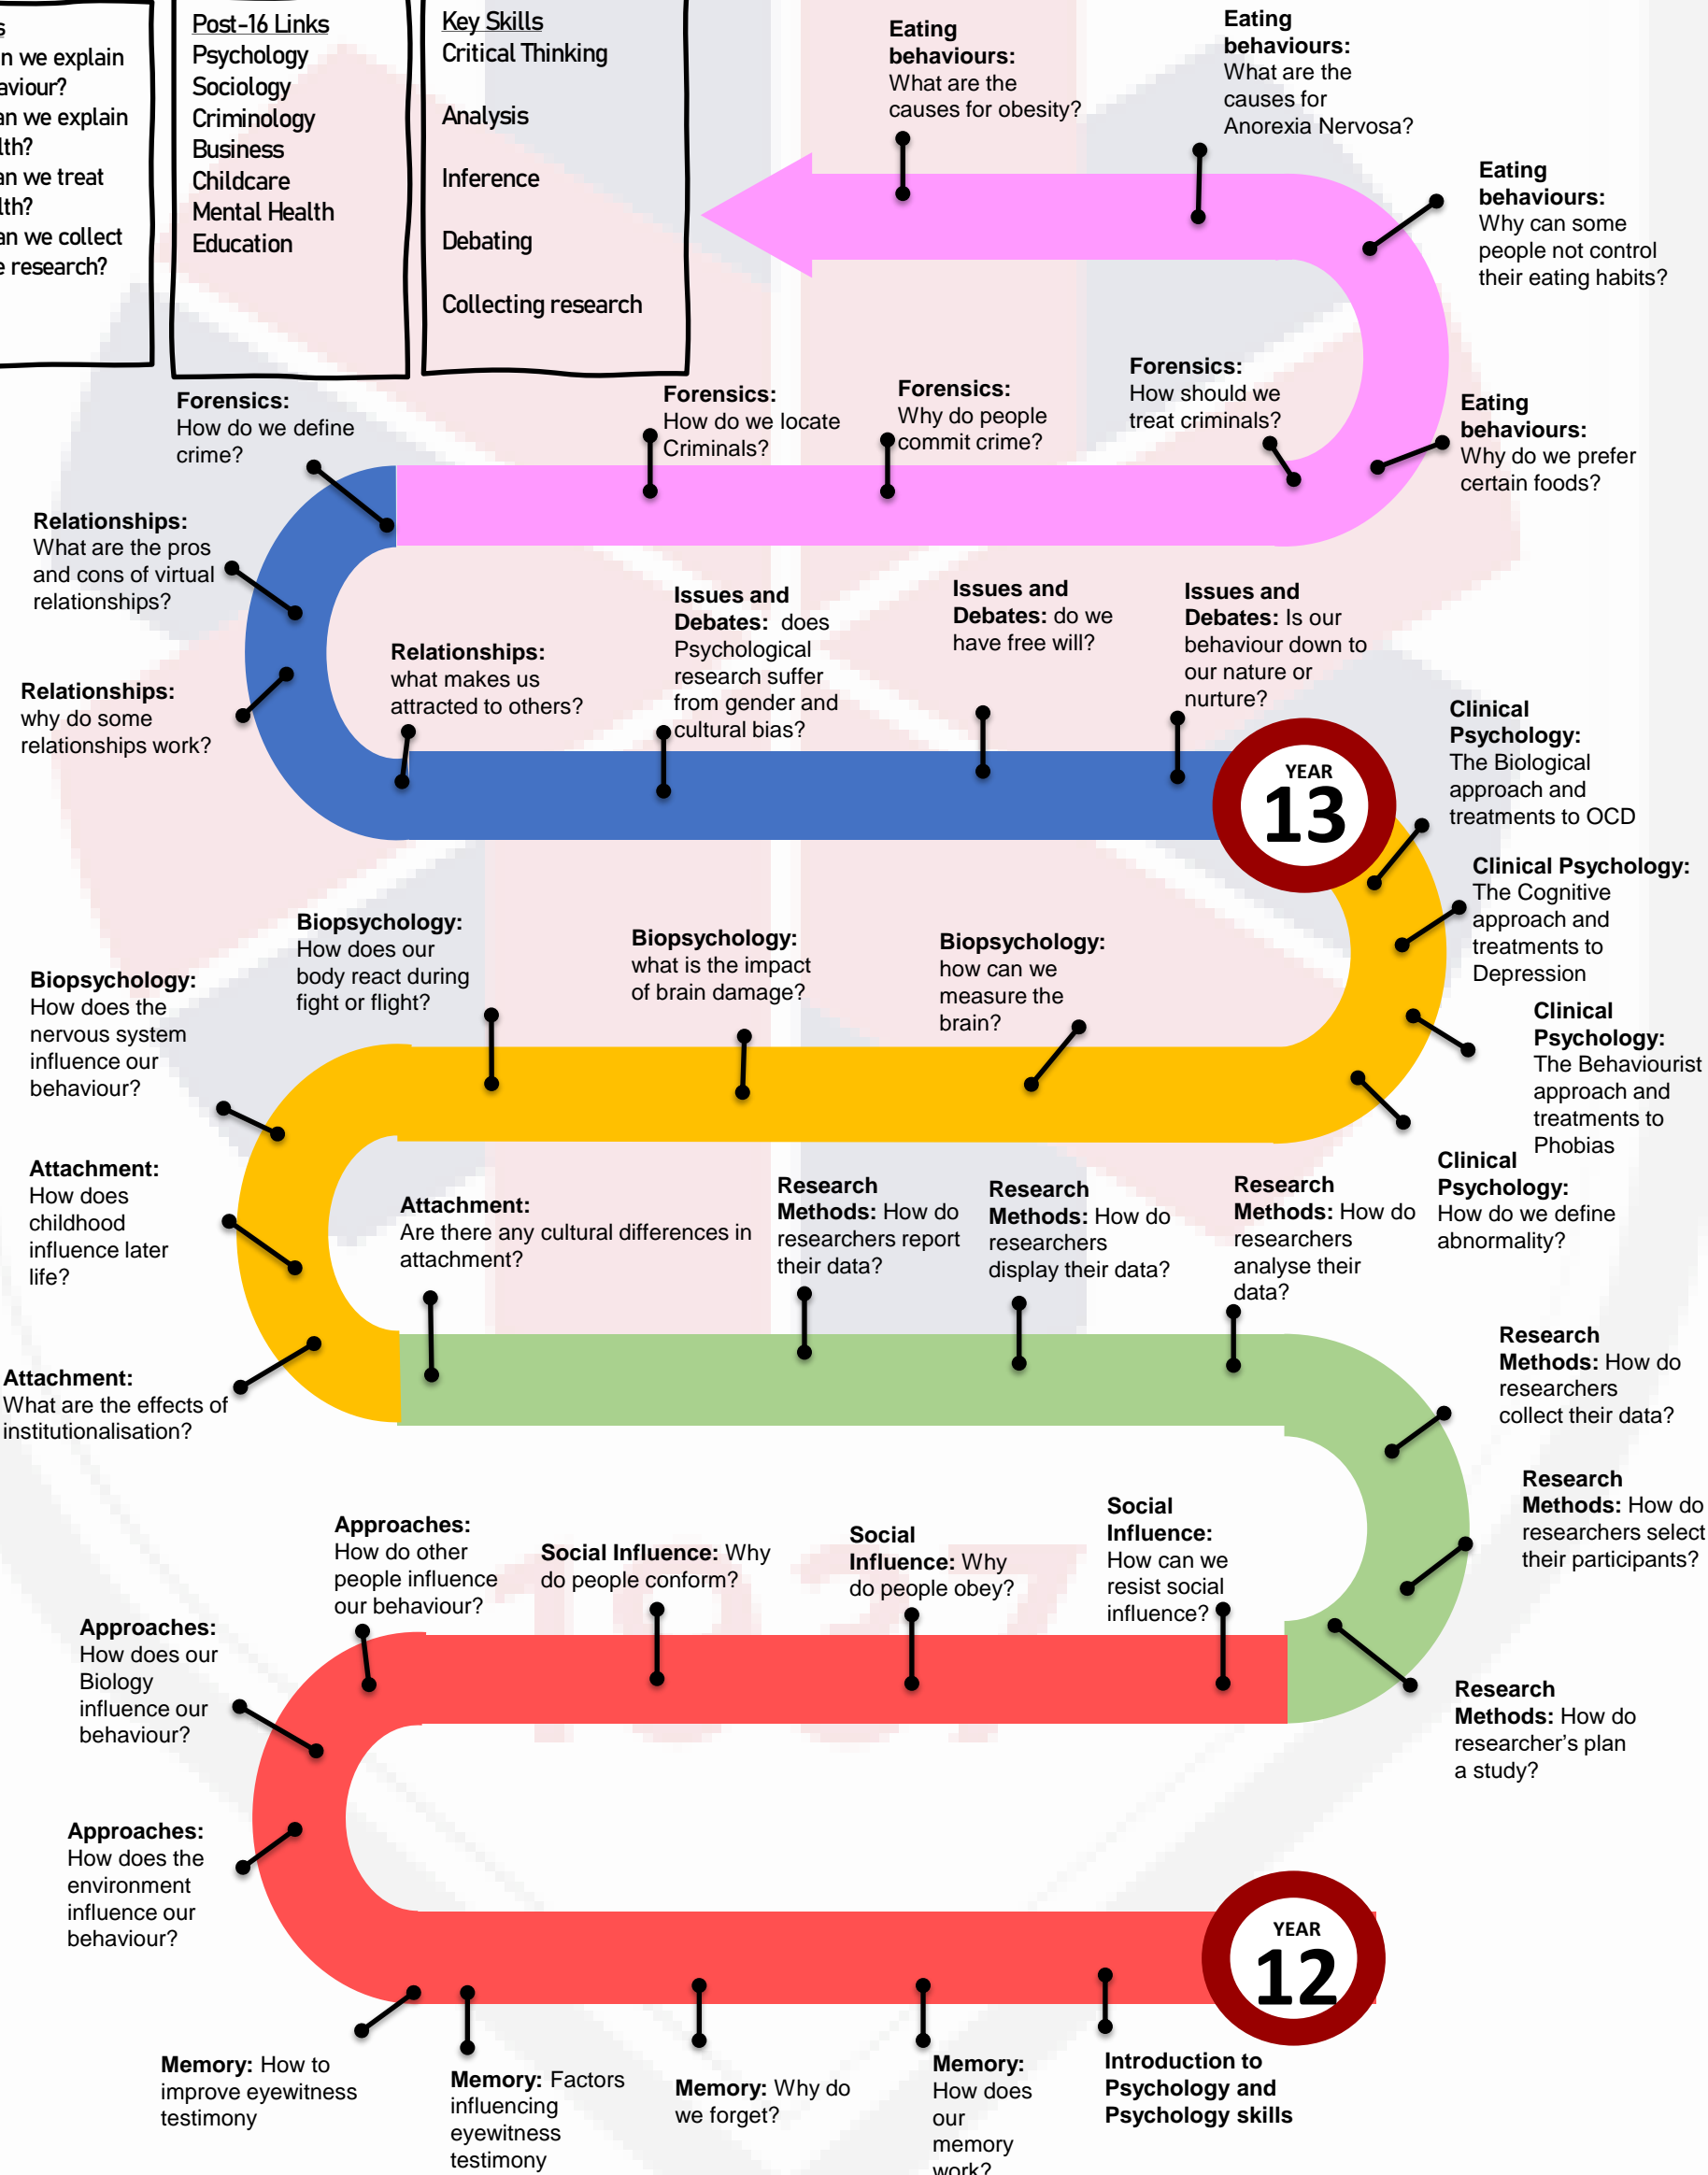 s
n we explain
aviour?
an we explain
lth?
an we treat
lth?
an we collect
e research?
Post-16 Links
Psychology
Sociology
Criminology
Business
Childcare
Mental Health
Education
Key Skills
Critical Thinking
Analysis
Inference
Debating
Collecting research
Eating
behaviours:
What are the
causes for obesity?
Eating
behaviours:
What are the
causes for
Anorexia Nervosa?
Eating
behaviours:
Why can some
people not control
their eating habits?
Eating
behaviours:
Why do we prefer
certain foods?
Forensics:
How should we
treat criminals?
Forensics:
Why do people
commit crime?
Forensics:
How do we locate
Criminals?
Forensics:
How do we define
crime?
Relationships:
What are the pros
and cons of virtual
relationships?
Relationships:
why do some
relationships work?
Relationships:
what makes us
attracted to others?
Issues and
Debates: does
Psychological
research suffer
from gender and
cultural bias?
Issues and
Debates: do we
have free will?
Issues and
Debates: Is our
behaviour down to
our nature or
nurture?
YEAR
13
Clinical
Psychology:
The Biological
approach and
treatments to OCD
Clinical Psychology:
The Cognitive
approach and
treatments to
Depression
Clinical
Psychology:
The Behaviourist
approach and
treatments to
Phobias
Clinical
Psychology:
How do we define
abnormality?
Biopsychology:
how can we
measure the
brain?
Biopsychology:
what is the impact
of brain damage?
Biopsychology:
How does our
body react during
fight or flight?
Biopsychology:
How does the
nervous system
influence our
behaviour?
Attachment:
How does
childhood
influence later
life?
Attachment:
What are the effects of
institutionalisation?
Attachment:
Are there any cultural differences in
attachment?
Research
Methods: How do
researchers report
their data?
Research
Methods: How do
researchers
display their data?
Research
Methods: How do
researchers
analyse their
data?
Research
Methods: How do
researchers
collect their data?
Research
Methods: How do
researchers select
their participants?
Research
Methods: How do
researcher's plan
a study?
Social
Influence:
How can we
resist social
influence?
Social
Influence: Why
do people obey?
Social Influence: Why
do people conform?
Approaches:
How do other
people influence
our behaviour?
1937
Approaches:
How does our
Biology
influence our
behaviour?
Approaches:
How does the
environment
influence our
behaviour?
YEAR
12
Memory: How to
improve eyewitness
testimony
Memory: Factors
influencing
eyewitness
testimony
Memory: Why do
we forget?
Memory:
How does
our
memory
work?
Introduction to
Psychology and
Psychology skills